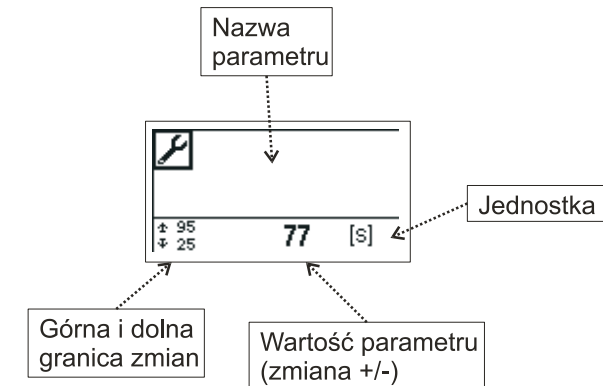 Nazwa
parametru
↑ 95
↓ 25
77
[s]
Jednostka
Górna i dolna
granica zmian
Wartość parametru
(zmiana +/-)